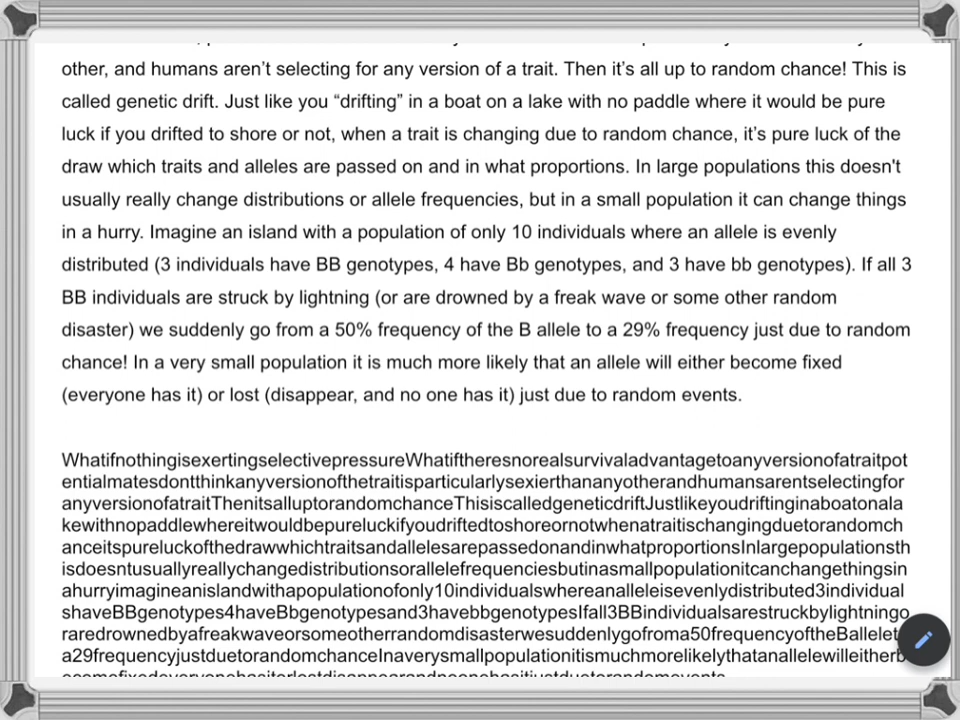 other, and humans aren't selecting for any version of a trait. Then it's all up to random chance! This is
called genetic drift. Just like you “drifting” in a boat on a lake with no paddle where it would be pure
luck if you drifted to shore or not, when a trait is changing due to random chance, it's pure luck of the
draw which traits and alleles are passed on and in what proportions. In large populations this doesn't
usually really change distributions or allele frequencies, but in a small population it can change things
in a hurry. Imagine an island with a population of only 10 individuals where an allele is evenly
distributed (3 individuals have BB genotypes, 4 have Bb genotypes, and 3 have bb genotypes). If all 3
BB individuals are struck by lightning (or are drowned by a freak wave or some other random
disaster) we suddenly go from a 50% frequency of the B allele to a 29% frequency just due to random
chance! In a very small population it is much more likely that an allele will either become fixed
(everyone has it) or lost (disappear, and no one has it) just due to random events.
WhatifnothingisexertingselectivepressureWhatiftheresnorealsurvivaladvantagetoanyversionofatraitpot
entialmatesdontthinkanyversionofthetraitisparticularlysexierthananyotherandhumansarentselectingfor
anyversionofatraitThenitsalluptorandomchanceThisiscalledgeneticdriftJustlikeyoudriftinginaboatonala
kewithnopaddlewhereitwouldbepureluckifyoudriftedtoshoreornotwhenatraitischangingduetorandomch
anceitspureluckofthedrawwhichtraitsandallelesarepassedonandinwhatproportionsInlargepopulationsth
isdoesntusuallyreallychangedistributionsorallelefrequenciesbutinasmallpopulationitcanchangethingsin
ahurryimagineanislandwithapopulationofonly10individualswhereanalleleisevenlydistributed3individual
shaveBBgenotypes4haveBbgenotypesand3havebbgenotypesIfall3BBindividualsarestruckbylightningo
raredrownedbyafreakwaveorsomeotherrandomdisasterwesuddenlygofroma50frequencyoftheBallelet
a29frequencyjustduetorandomchanceInaverysmallpopulationitismuchmorelikelythatanallelewilleitherb